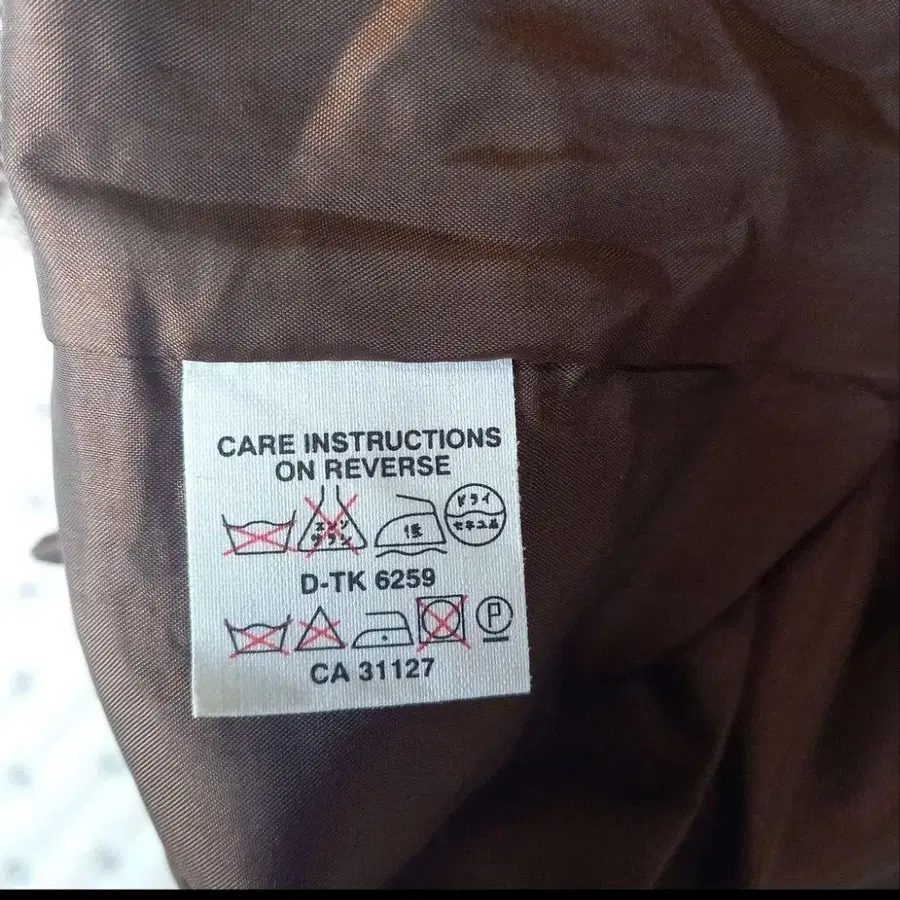 CARE INSTRUCTIONS
ON REVERSE
エンソ
サラシ
低
ドライ
セキユ系
D-TK 6259
P
CA 31127